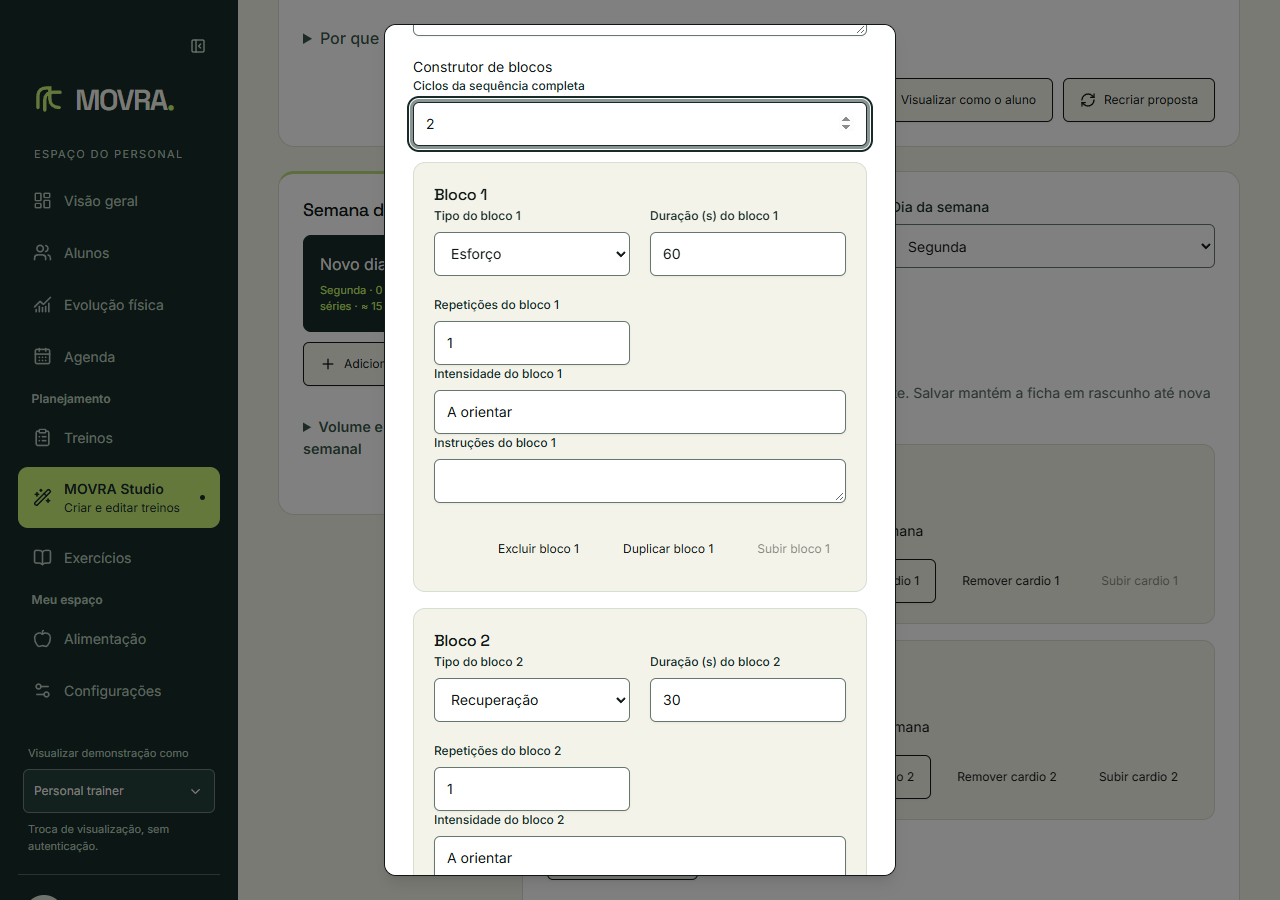 MOVRA.
ESPAÇO DO PERSONAL
Visão geral
Alunos
Evolução física
Agenda
Planejamento
Treinos
MOVRA Studio
Criar e editar treinos
Exercícios
Meu espaço
Alimentação
Configurações
Visualizar demonstração como
Personal trainer
Troca de visualização, sem
autenticação.
Por que
Visualizar como o aluno
Recriar proposta
Semana d
Novo dia
Segunda · 0
séries · ≈ 15
Adicion
Volume e
semanal
Dia da semana
Segunda
te. Salvar mantém a ficha em rascunho até nova
mana
dio 1
Remover cardio 1
Subir cardio 1
mana
o 2
Remover cardio 2
Subir cardio 2
Construtor de blocos
Ciclos da sequência completa
2
Bloco 1
Tipo do bloco 1
Duração (s) do bloco 1
Esforço
60
Repetições do bloco 1
1
Intensidade do bloco 1
A orientar
Instruções do bloco 1
Excluir bloco 1
Duplicar bloco 1
Subir bloco 1
Bloco 2
Tipo do bloco 2
Duração (s) do bloco 2
Recuperação
30
Repetições do bloco 2
1
Intensidade do bloco 2
A orientar